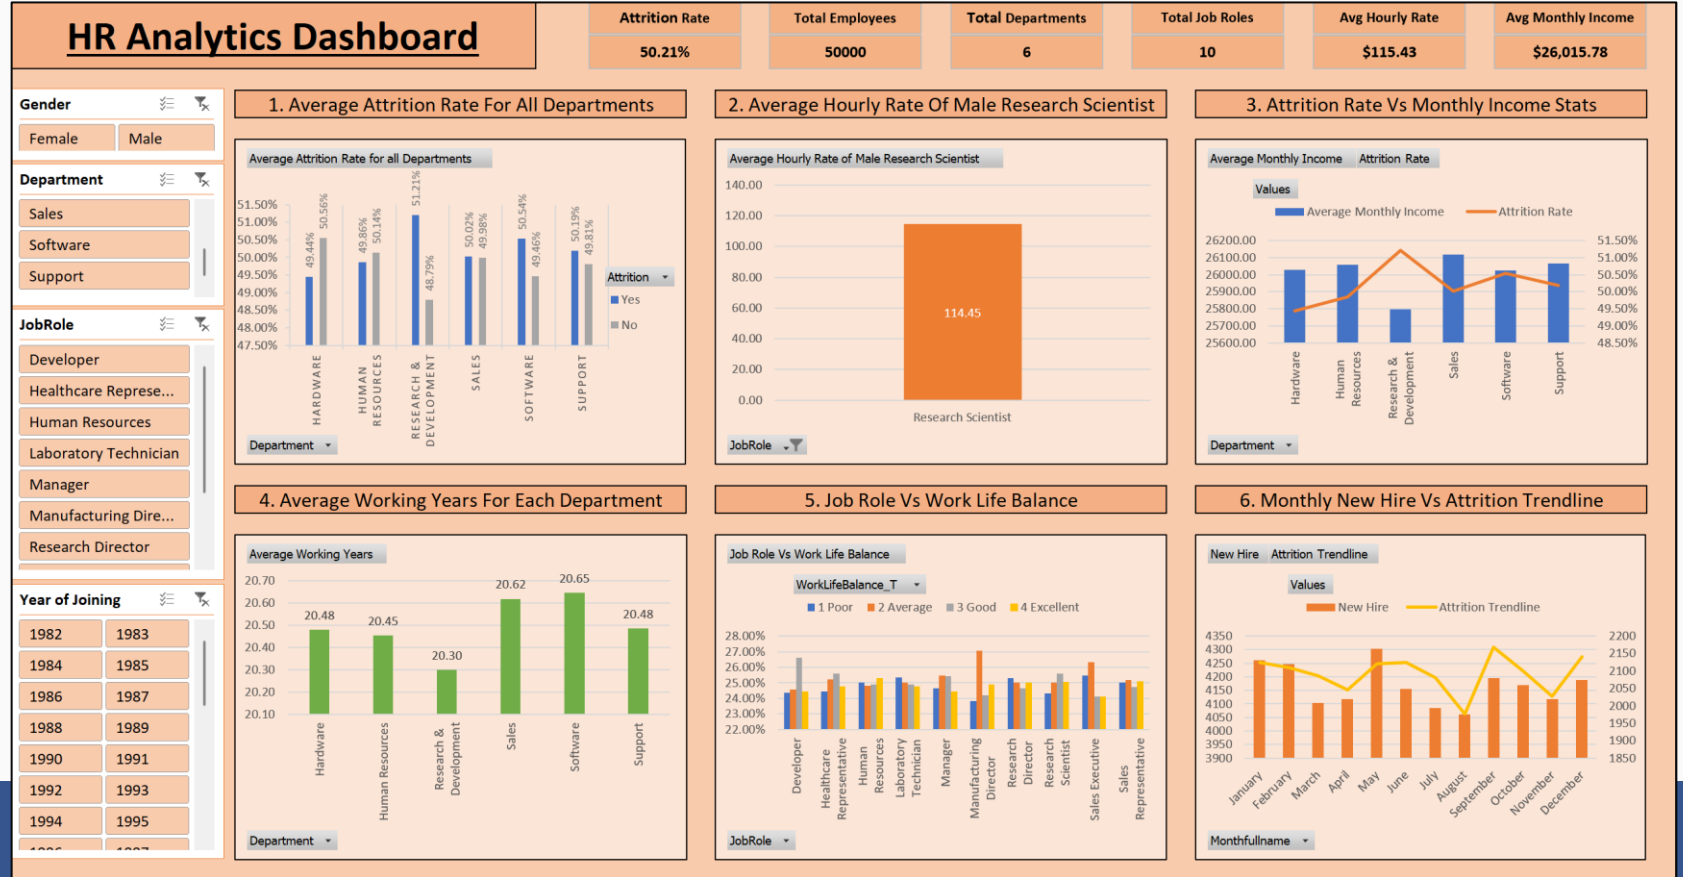 HR Analytics Dashboard
Attrition Rate
50.21%
Total Employees
50000
Total Departments
6
Total Job Roles
10
Avg Hourly Rate
$115.43
Avg Monthly Income
$26,015.78
Gender
Female Male
Department
Sales
Software
Support
JobRole
Developer
Healthcare Represe...
Human Resources
Laboratory Technician
Manager
Manufacturing Dire...
Research Director
Year of Joining
1982 1983
1984 1985
1986 1987
1988 1989
1990 1991
1992 1993
1994 1995
1. Average Attrition Rate For All Departments
Average Attrition Rate for all Departments
51.50%
51.00%
50.50%
50.00%
49.50%
49.00%
48.50%
48.00%
47.50%
49.44%
50.56%
49.86%
50.14%
51.21%
48.79%
50.02%
49.98%
50.54%
49.46%
50.19%
49.81%
HARDWARE
HUMAN
RESOURCES
RESEARCH &
DEVELOPMENT
SALES
SOFTWARE
SUPPORT
Attrition
Yes
No
Department
2. Average Hourly Rate Of Male Research Scientist
Average Hourly Rate of Male Research Scientist
140.00
120.00
100.00
80.00
60.00
40.00
20.00
0.00
114.45
Research Scientist
JobRole
3. Attrition Rate Vs Monthly Income Stats
Average Monthly Income Attrition Rate
Values
Average Monthly Income Attrition Rate
26200.00
26100.00
26000.00
25900.00
25800.00
25700.00
25600.00
51.50%
51.00%
50.50%
50.00%
49.50%
49.00%
48.50%
Hardware
Human
Resources
Research &
Development
Sales
Software
Support
Department
4. Average Working Years For Each Department
Average Working Years
20.70
20.60
20.50
20.40
20.30
20.20
20.10
20.48
20.45
20.30
20.62
20.65
20.48
Hardware
Human Resources
Research &
Development
Sales
Software
Support
Department
5. Job Role Vs Work Life Balance
Job Role Vs Work Life Balance
WorkLifeBalance_T
1 Poor 2 Average 3 Good 4 Excellent
28.00%
27.00%
26.00%
25.00%
24.00%
23.00%
22.00%
Developer
Healthcare
Representative
Human
Resources
Laboratory
Technician
Manager
Manufacturing
Director
Research
Director
Research
Scientist
Sales Executive
Sales
Representative
JobRole
6. Monthly New Hire Vs Attrition Trendline
New Hire Attrition Trendline
Values
New Hire Attrition Trendline
4350
4300
4250
4200
4150
4100
4050
4000
3950
3900
2200
2150
2100
2050
2000
1950
1900
1850
January
February
March
April
May
June
July
August
September
October
November
December
Monthfullname